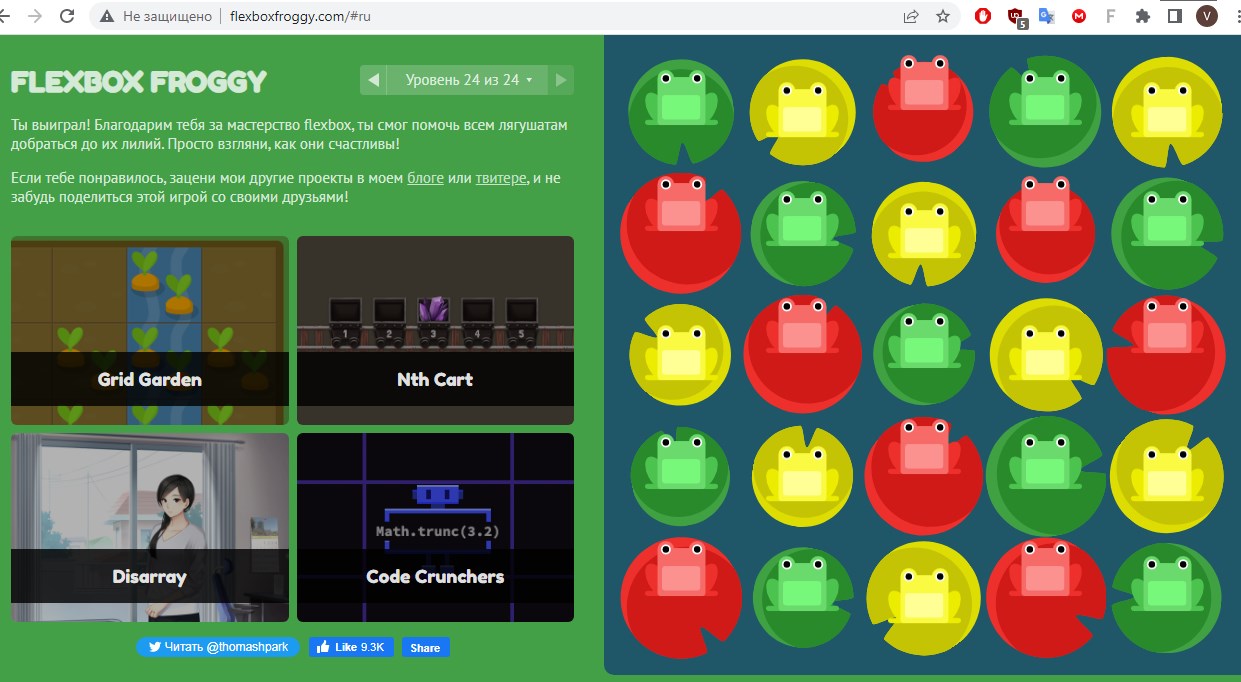 Не защищено
flexboxfroggy.com/#ru
5
F
V
FLEXBOX FROGGY
Уровень 24 из 24
Ты выиграл! Благодарим тебя за мастерство flexbox, ты смог помочь всем лягушатам
добраться до их лилий. Просто взгляни, как они счастливы!
Если тебе понравилось, зацени мои другие проекты в моем блоге или твитере, и не
забудь поделиться этой игрой со своими друзьями!
1 2 3 4 5
Grid Garden
Nth Cart
Math.trunc(3.2)
Disarray
Code Crunchers
Читать @thomashpark
Like 9.3K
Share